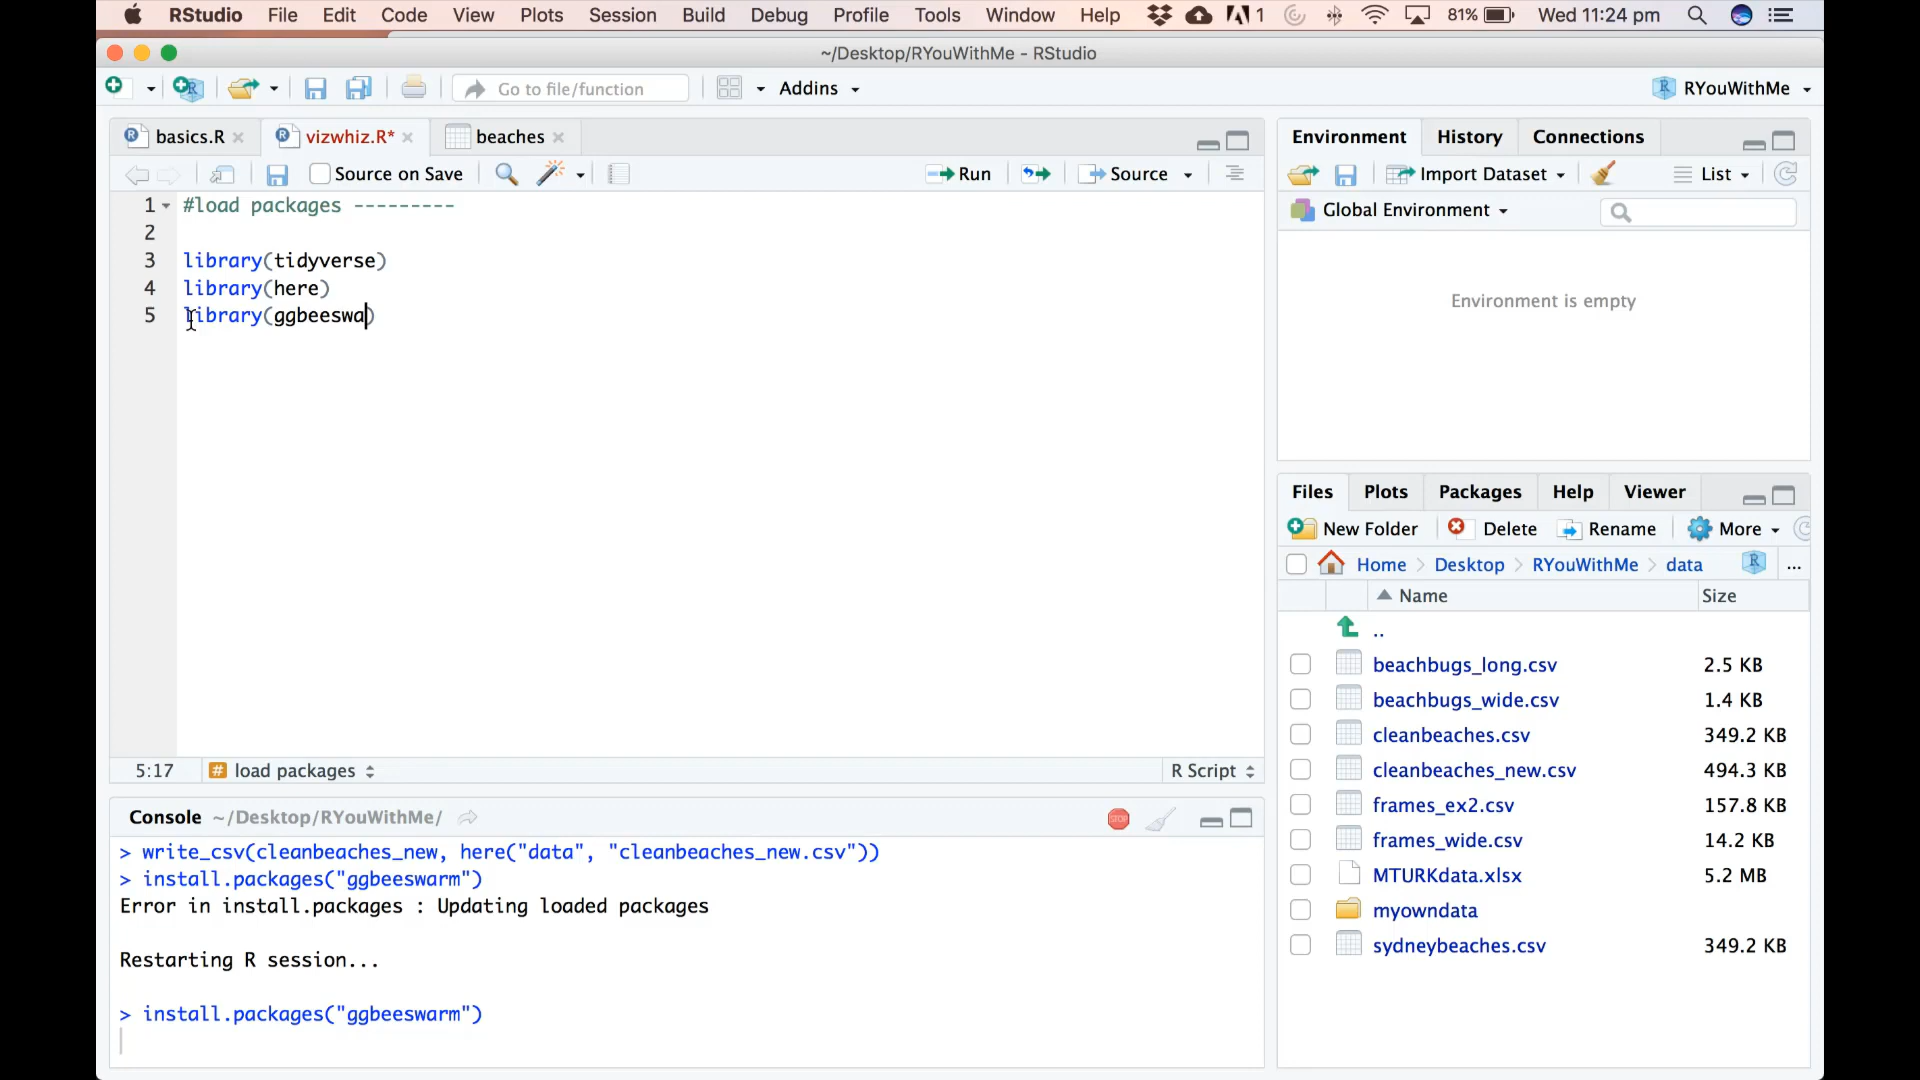 RStudio File Edit Code View Plots Session Build Debug Profile Tools Window Help 1 81% Wed 11:24 pm
~/Desktop/RYouWithMe - RStudio
Go to file/function Addins RYouWithMe
basics.R vizwhiz.R* beaches
Source on Save Run Source
1 #load packages ---------
2
3 library(tidyverse)
4 library(here)
5 library(ggbeeswa)
5:17 # load packages R Script
Console ~/Desktop/RYouWithMe/
STOP
> write_csv(cleanbeaches_new, here("data", "cleanbeaches_new.csv"))
> install.packages("ggbeeswarm")
Error in install.packages : Updating loaded packages
Restarting R session...
> install.packages("ggbeeswarm")
Environment History Connections
Import Dataset List
Global Environment
Environment is empty
Files Plots Packages Help Viewer
New Folder Delete Rename More
Home Desktop RYouWithMe data ...
Name Size
..
beachbugs_long.csv 2.5 KB
beachbugs_wide.csv 1.4 KB
cleanbeaches.csv 349.2 KB
cleanbeaches_new.csv 494.3 KB
frames_ex2.csv 157.8 KB
frames_wide.csv 14.2 KB
MTURKdata.xlsx 5.2 MB
myowndata
sydneybeaches.csv 349.2 KB